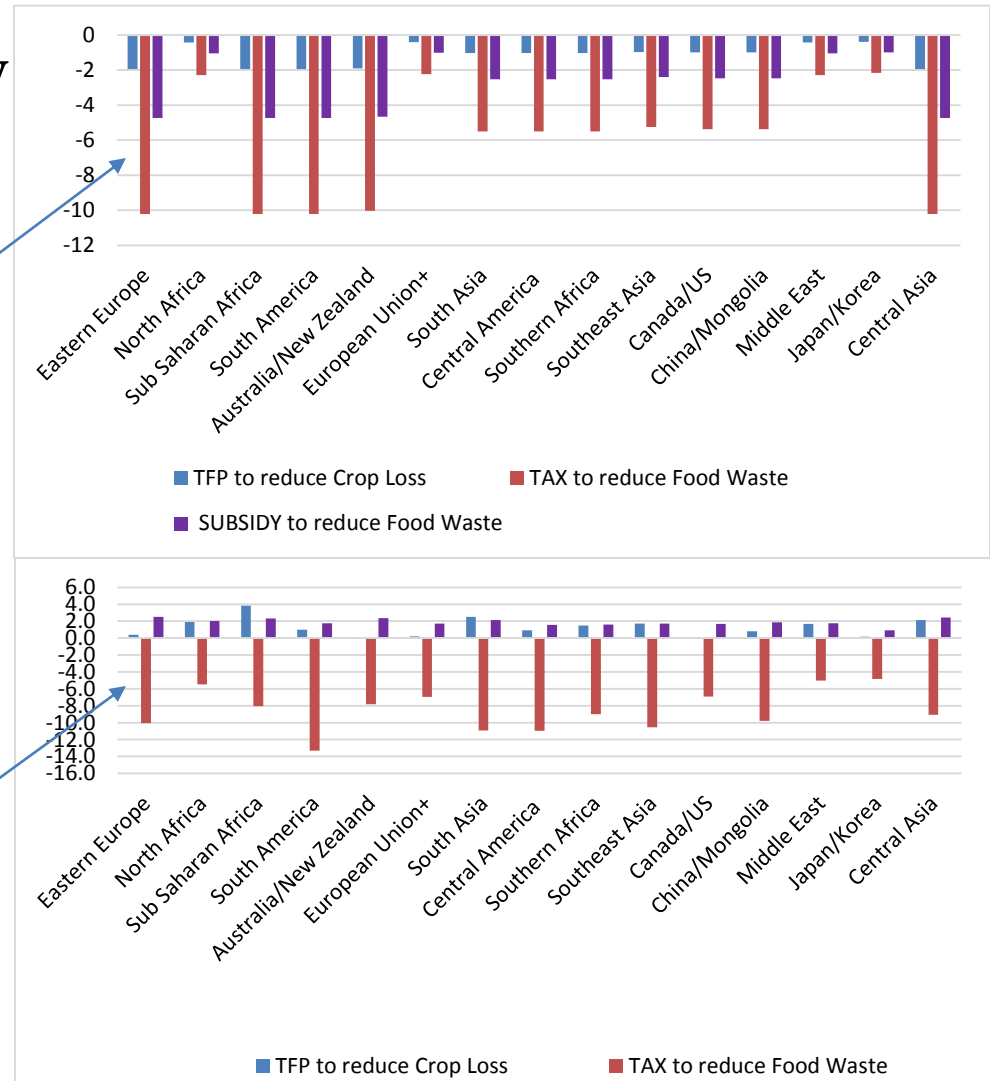 y
0
-2
-4
-6
-8
-10
-12
Eastern Europe
North Africa
Sub Saharan Africa
South America
Australia/New Zealand
European Union+
South Asia
Central America
Southern Africa
Southeast Asia
Canada/US
China/Mongolia
Middle East
Japan/Korea
Central Asia
TFP to reduce Crop Loss
TAX to reduce Food Waste
SUBSIDY to reduce Food Waste
6.0
4.0
2.0
0.0
-2.0
-4.0
-6.0
-8.0
-10.0
-12.0
-14.0
-16.0
Eastern Europe
North Africa
Sub Saharan Africa
South America
Australia/New Zealand
European Union+
South Asia
Central America
Southern Africa
Southeast Asia
Canada/US
China/Mongolia
Middle East
Japan/Korea
Central Asia
TFP to reduce Crop Loss
TAX to reduce Food Waste